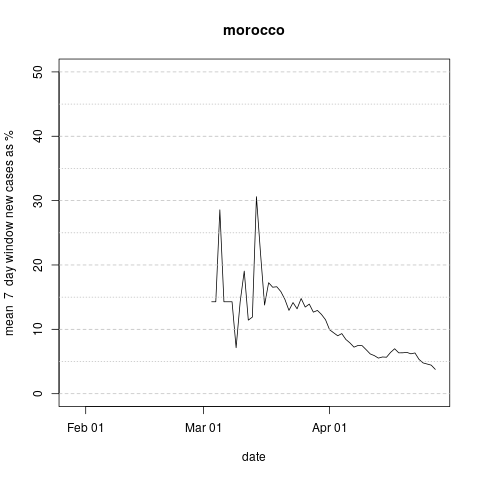 morocco
mean  7  day window new cases as %
50
40
30
20
10
0
Feb 01
Mar 01
Apr 01
date